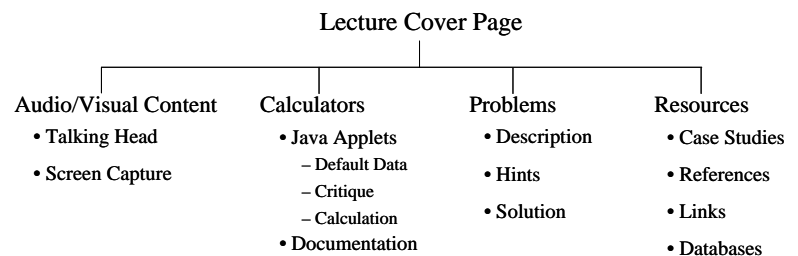 Lecture Cover Page
Audio/Visual Content
• Talking Head
• Screen Capture
Calculators
• Java Applets
– Default Data
– Critique
– Calculation
• Documentation
Problems
• Description
• Hints
• Solution
Resources
• Case Studies
• References
• Links
• Databases